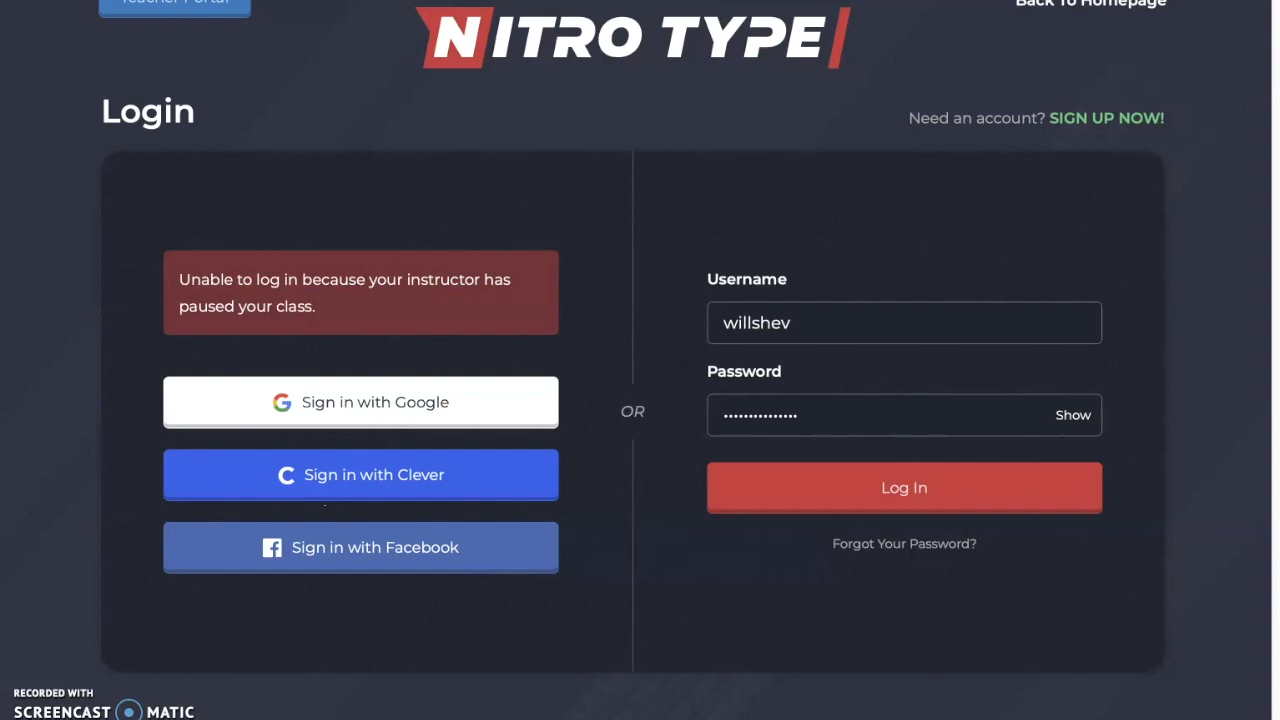 Teacher Portal
Back To Homepage
NITRO TYPE
Login
Need an account? SIGN UP NOW!
Unable to log in because your instructor has
paused your class.
Sign in with Google
Sign in with Clever
Sign in with Facebook
OR
Username
willshev
Password
•••••••••••••••
Show
Log In
Forgot Your Password?
RECORDED WITH
SCREENCAST MATIC